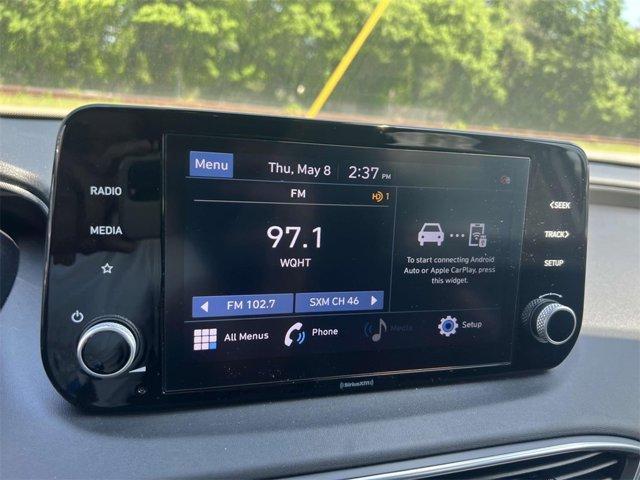 RADIO
MEDIA
Menu
Thu, May 8
2:37 PM
FM
HD 1
97.1
WQHT
FM 102.7
SXM CH 46
To start connecting Android
Auto or Apple CarPlay, press
this widget.
All Menus
Phone
Media
Setup
SiriusXM
<SEEK
TRACK>
SETUP